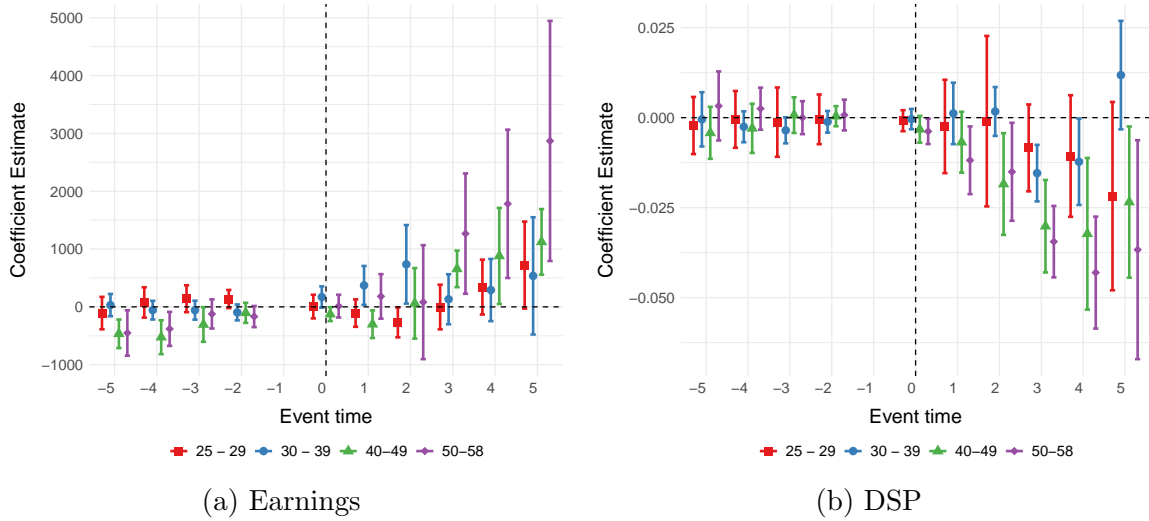 5000
4000
3000
2000
1000
0
−1000
Coefficient Estimate
−5 −4 −3 −2 −1 0 1 2 3 4 5
Event time
25 − 29 30 − 39 40−49 50−58
(a) Earnings
0.025
0.000
−0.025
−0.050
Coefficient Estimate
−5 −4 −3 −2 −1 0 1 2 3 4 5
Event time
25 − 29 30 − 39 40−49 50−58
(b) DSP